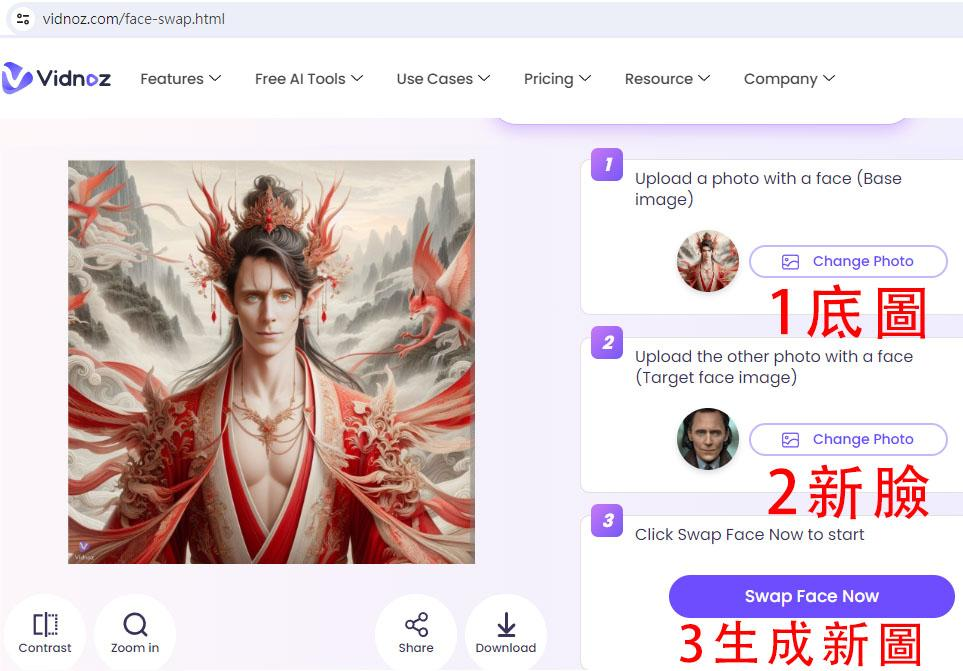 vidnoz.com/face-swap.html
Vidnoz
Features
Free AI Tools
Use Cases
Pricing
Resource
Company
1
Upload a photo with a face (Base
image)
Change Photo
1底圖
2
Upload the other photo with a face
(Target face image)
Change Photo
2新臉
3
Click Swap Face Now to start
Swap Face Now
3生成新圖
Vidnoz
Contrast
Zoom in
Share
Download